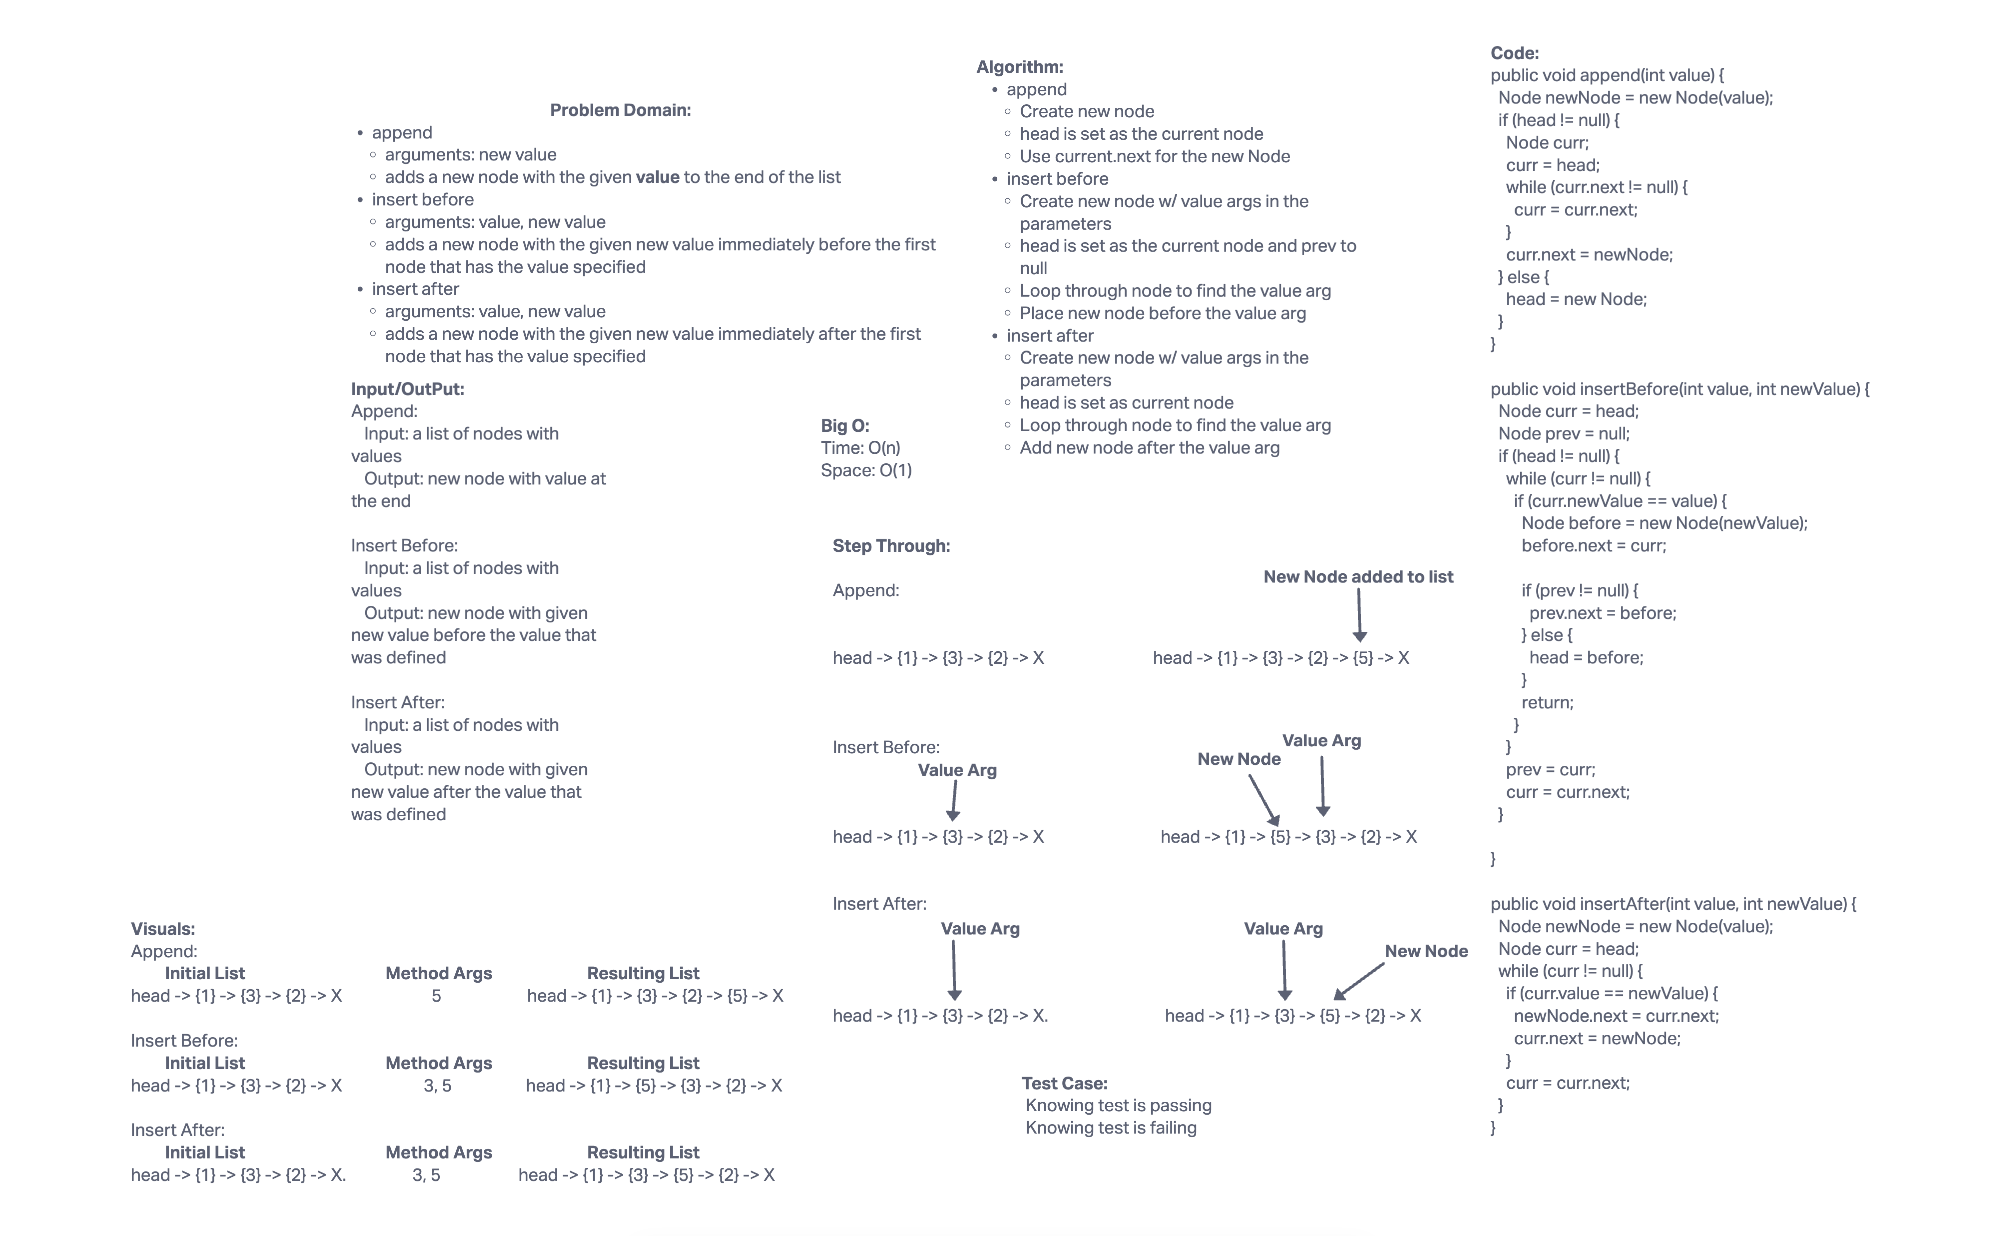 Problem Domain:
• append
◦ arguments: new value
◦ adds a new node with the given value to the end of the list
• insert before
◦ arguments: value, new value
◦ adds a new node with the given new value immediately before the first
node that has the value specified
• insert after
◦ arguments: value, new value
◦ adds a new node with the given new value immediately after the first
node that has the value specified
Input/OutPut:
Append:
Input: a list of nodes with
values
Output: new node with value at
the end
Insert Before:
Input: a list of nodes with
values
Output: new node with given
new value before the value that
was defined
Insert After:
Input: a list of nodes with
values
Output: new node with given
new value after the value that
was defined
Big O:
Time: O(n)
Space: O(1)
Algorithm:
• append
◦ Create new node
◦ head is set as the current node
◦ Use current.next for the new Node
• insert before
◦ Create new node w/ value args in the
parameters
◦ head is set as the current node and prev to
null
◦ Loop through node to find the value arg
◦ Place new node before the value arg
• insert after
◦ Create new node w/ value args in the
parameters
◦ head is set as current node
◦ Loop through node to find the value arg
◦ Add new node after the value arg
Step Through:
Append:
New Node added to list
head -> {1} -> {3} -> {2} -> X
head -> {1} -> {3} -> {2} -> {5} -> X
Insert Before:
Value Arg
New Node
Value Arg
head -> {1} -> {3} -> {2} -> X
head -> {1} -> {5} -> {3} -> {2} -> X
Insert After:
Value Arg
Value Arg
New Node
head -> {1} -> {3} -> {2} -> X.
head -> {1} -> {3} -> {5} -> {2} -> X
Visuals:
Append:
Initial List Method Args Resulting List
head -> {1} -> {3} -> {2} -> X 5 head -> {1} -> {3} -> {2} -> {5} -> X
Insert Before:
Initial List Method Args Resulting List
head -> {1} -> {3} -> {2} -> X 3, 5 head -> {1} -> {5} -> {3} -> {2} -> X
Insert After:
Initial List Method Args Resulting List
head -> {1} -> {3} -> {2} -> X. 3, 5 head -> {1} -> {3} -> {5} -> {2} -> X
Test Case:
Knowing test is passing
Knowing test is failing
Code:
public void append(int value) {
Node newNode = new Node(value);
if (head != null) {
Node curr;
curr = head;
while (curr.next != null) {
curr = curr.next;
}
curr.next = newNode;
} else {
head = new Node;
}
}
public void insertBefore(int value, int newValue) {
Node curr = head;
Node prev = null;
if (head != null) {
while (curr != null) {
if (curr.newValue == value) {
Node before = new Node(newValue);
before.next = curr;
if (prev != null) {
prev.next = before;
} else {
head = before;
}
return;
}
}
prev = curr;
curr = curr.next;
}
}
public void insertAfter(int value, int newValue) {
Node newNode = new Node(value);
Node curr = head;
while (curr != null) {
if (curr.value == newValue) {
newNode.next = curr.next;
curr.next = newNode;
}
curr = curr.next;
}
}